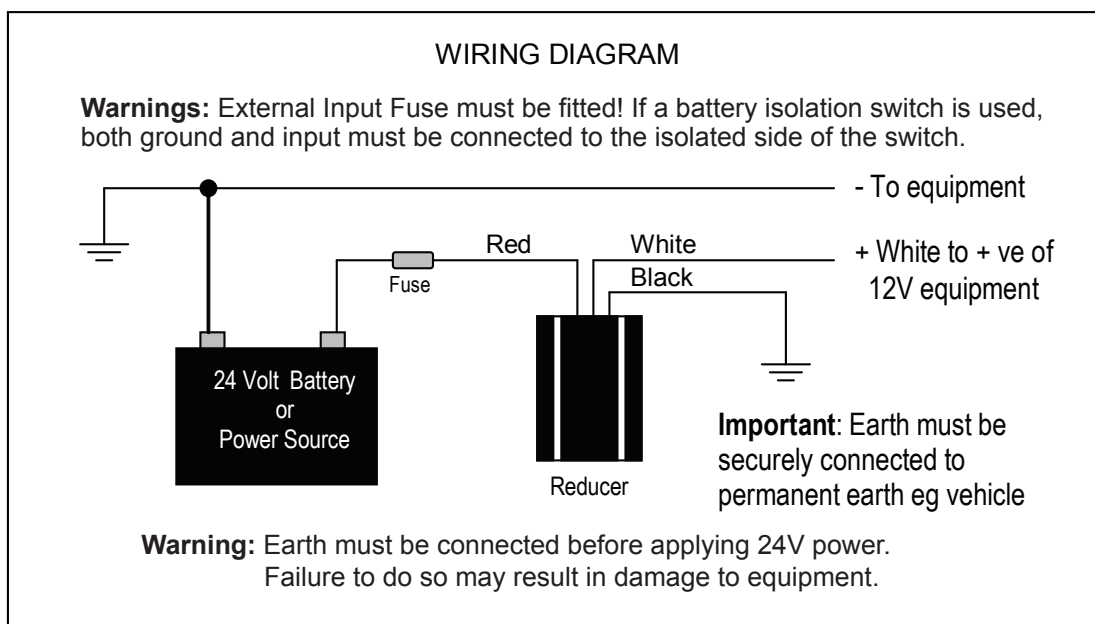 WIRING DIAGRAM
Warnings: External Input Fuse must be fitted! If a battery isolation switch is used,
both ground and input must be connected to the isolated side of the switch.
- To equipment
Red
White
+ White to + ve of
12V equipment
Fuse
Black
24 Volt Battery
or
Power Source
Reducer
Important: Earth must be
securely connected to
permanent earth eg vehicle
Warning: Earth must be connected before applying 24V power.
Failure to do so may result in damage to equipment.